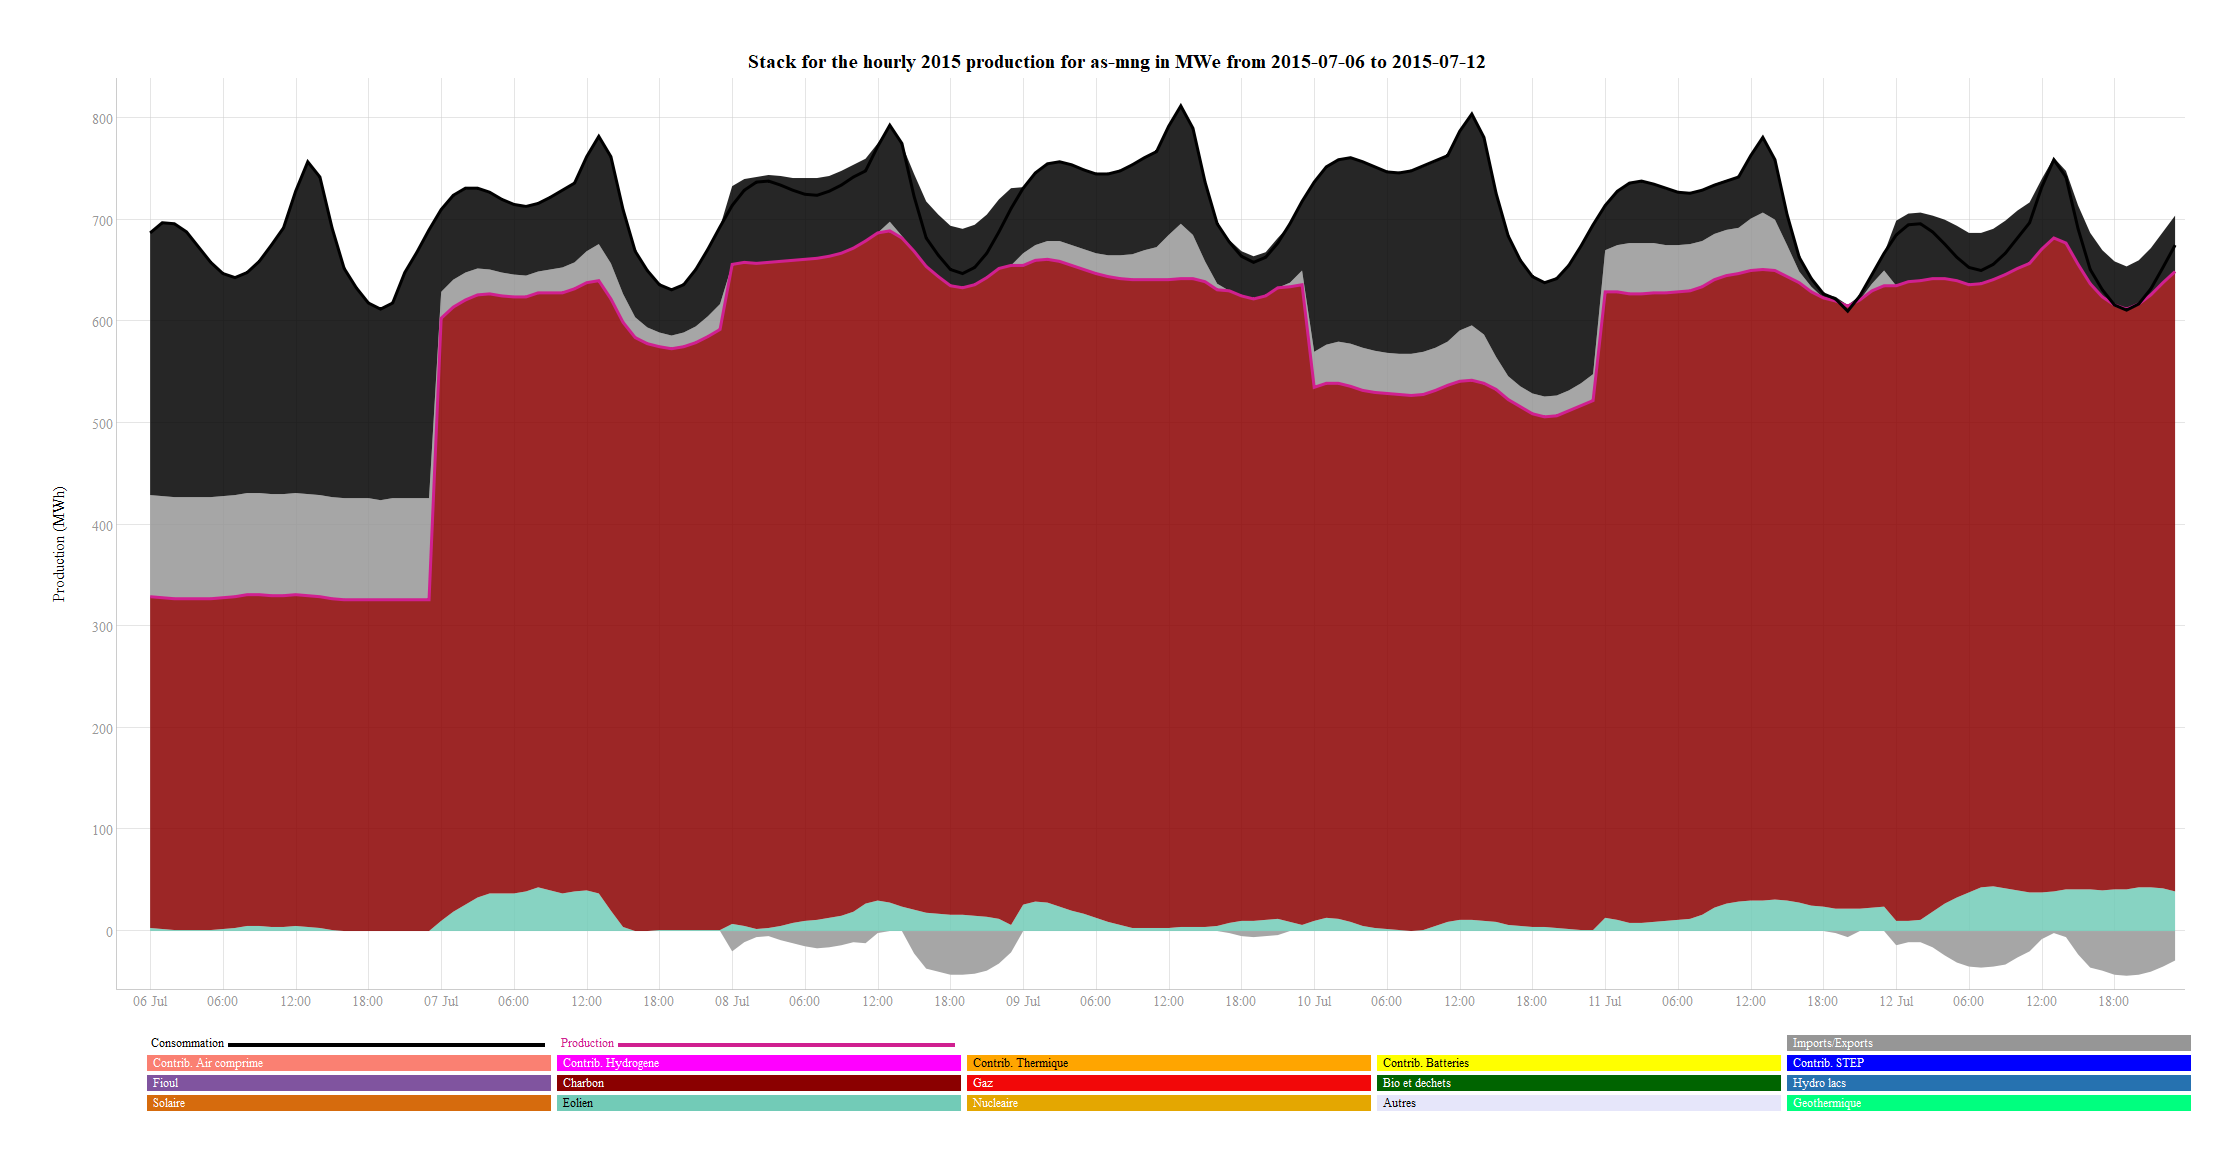 Stack for the hourly 2015 production for as-mng in MWe from 2015-07-06 to 2015-07-12
Production (MWh)
800
700
600
500
400
300
200
100
0
06 Jul 06:00 12:00 18:00 07 Jul 06:00 12:00 18:00 08 Jul 06:00 12:00 18:00 09 Jul 06:00 12:00 18:00 10 Jul 06:00 12:00 18:00 11 Jul 06:00 12:00 18:00 12 Jul 06:00 12:00 18:00
Consommation Production Imports/Exports
Contrib. Air comprime Contrib. Hydrogene Contrib. Thermique Contrib. Batteries Contrib. STEP
Fioul Charbon Gaz Bio et dechets Hydro lacs
Solaire Eolien Nucleaire Autres Geothermique